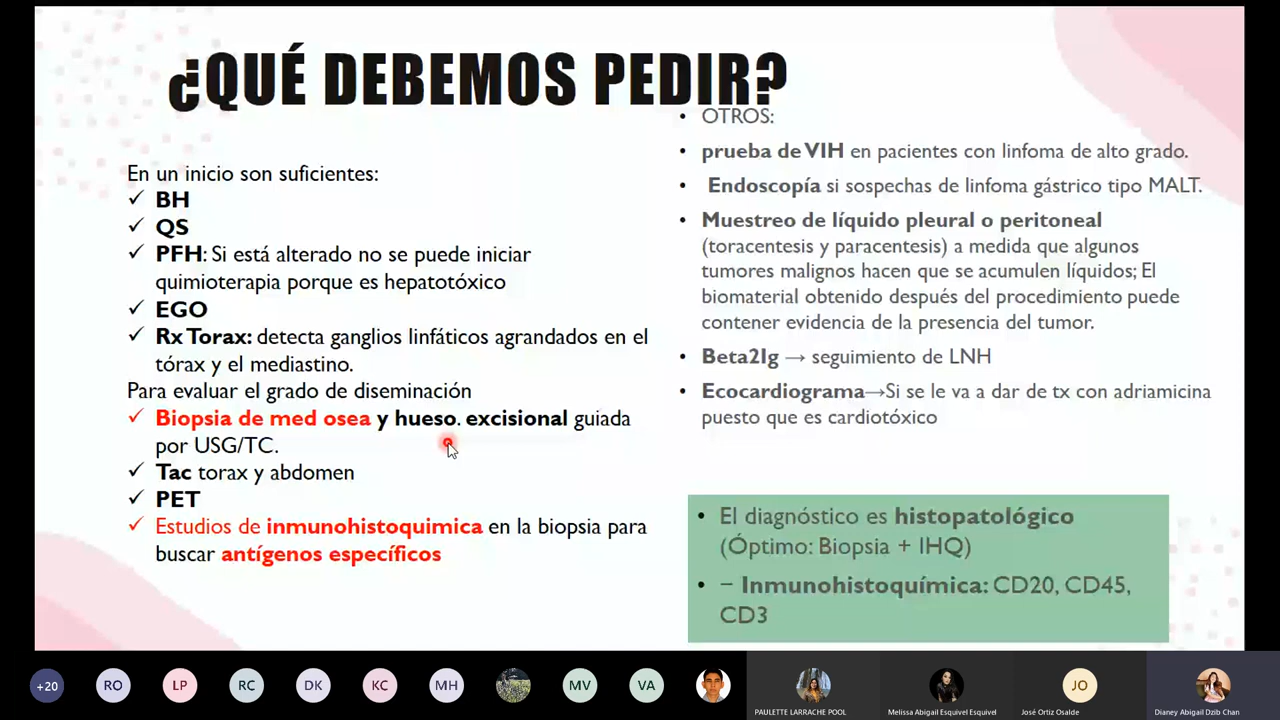 ¿QUÉ DEBEMOS PEDIR?
En un inicio son suficientes:
✓ BH
✓ QS
✓ PFH: Si está alterado no se puede iniciar
quimioterapia porque es hepatotóxico
✓ EGO
✓ Rx Torax: detecta ganglios linfáticos agrandados en el
tórax y el mediastino.
Para evaluar el grado de diseminación
✓ Biopsia de med osea y hueso. excisional guiada
por USG/TC.
✓ Tac torax y abdomen
✓ PET
✓ Estudios de inmunohistoquimica en la biopsia para
buscar antígenos específicos
• OTROS:
• prueba de VIH en pacientes con linfoma de alto grado.
• Endoscopía si sospechas de linfoma gástrico tipo MALT.
• Muestreo de líquido pleural o peritoneal
(toracentesis y paracentesis) a medida que algunos
tumores malignos hacen que se acumulen líquidos; El
biomaterial obtenido después del procedimiento puede
contener evidencia de la presencia del tumor.
• Beta2Ig → seguimiento de LNH
• Ecocardiograma→Si se le va a dar de tx con adriamicina
puesto que es cardiotóxico
• El diagnóstico es histopatológico
(Óptimo: Biopsia + IHQ)
• − Inmunohistoquímica: CD20, CD45,
CD3
+20 RO LP RC DK KC MH MV VA JO
PAULETTE LARRACHE POOL
Melissa Abigail Esquivel Esquivel
José Ortiz Osalde
Dianey Abigail Dzib Chan